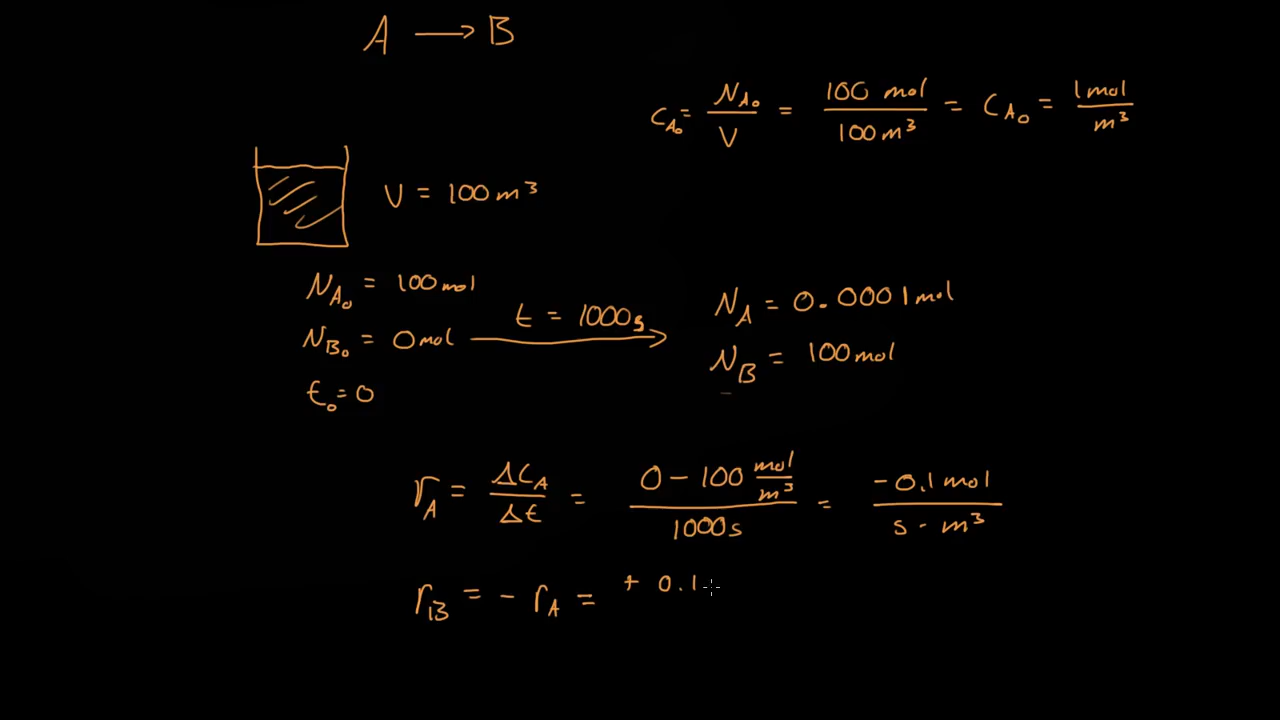 A ⟶ B
C_A₀ = N_A₀ / V = 100 mol / 100 m³ = C_A₀ = 1 mol / m³
V = 100 m³
N_A₀ = 100 mol
N_B₀ = 0 mol
t₀ = 0
t = 1000 s
N_A = 0.0001 mol
N_B = 100 mol
r_A = ΔC_A / Δt = 0 − 100 mol/m³ / 1000 s = −0.1 mol / s · m³
r_B = − r_A = + 0.1